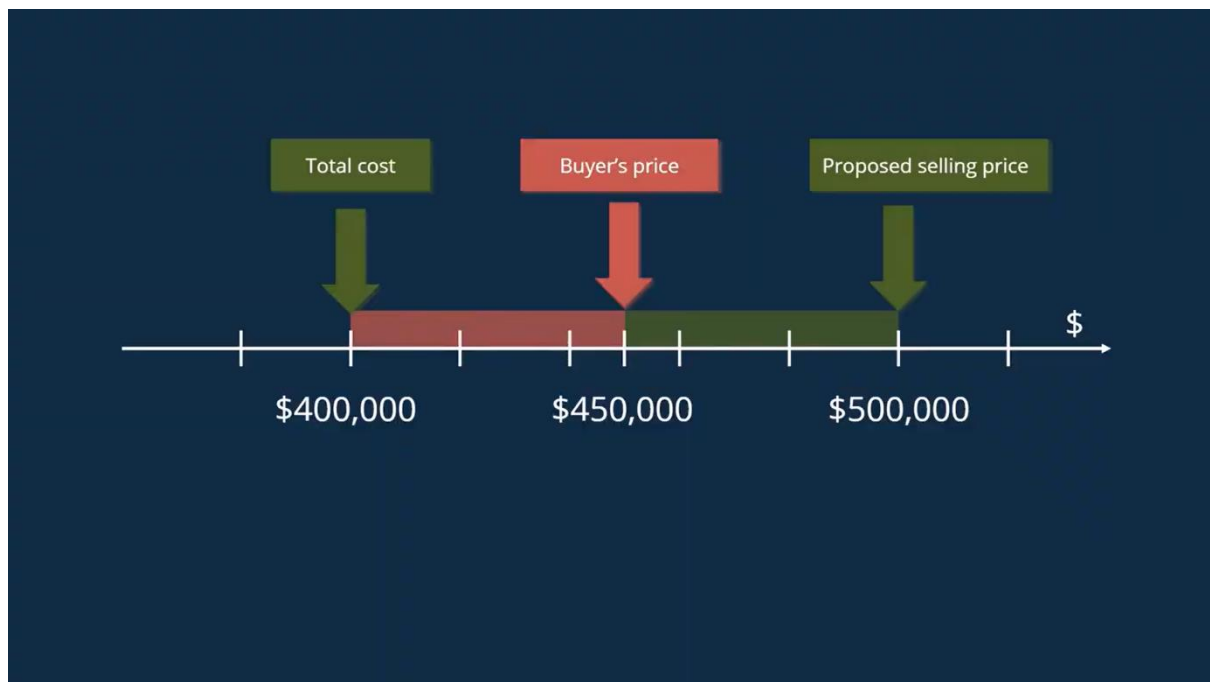 Total cost
Buyer's price
Proposed selling price
$
$400,000
$450,000
$500,000